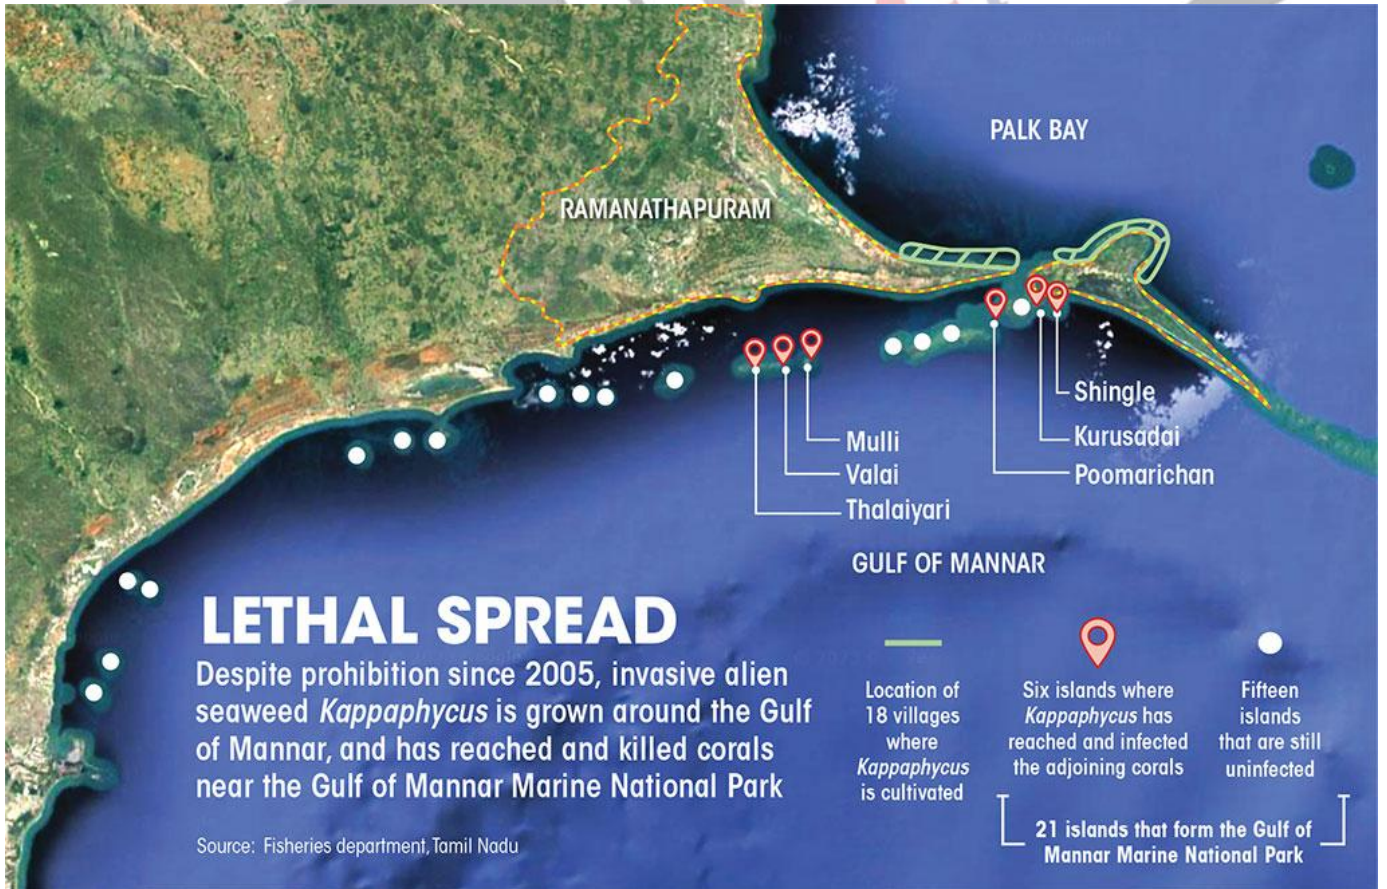 PALK BAY
RAMANATHAPURAM
Shingle
Mulli
Kurusadai
Valai
Poomarichan
Thalaiyari
GULF OF MANNAR
LETHAL SPREAD
Despite prohibition since 2005, invasive alien
seaweed Kappaphycus is grown around the Gulf
of Mannar, and has reached and killed corals
near the Gulf of Mannar Marine National Park
Source: Fisheries department, Tamil Nadu
Location of
18 villages
where
Kappaphycus
is cultivated
Six islands where
Kappaphycus has
reached and infected
the adjoining corals
Fifteen
islands
that are still
uninfected
21 islands that form the Gulf of
Mannar Marine National Park